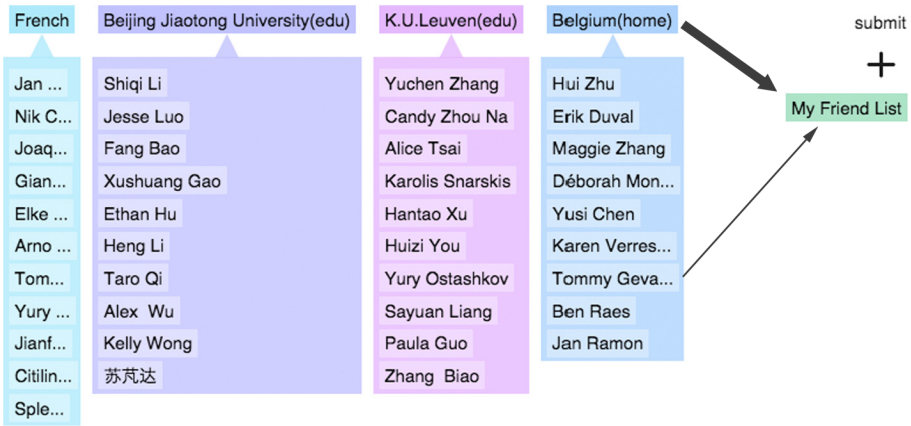 French
Jan ...
Nik C...
Joaq...
Gian...
Elke ...
Arno ...
Tom...
Yury ...
Jianf...
Citilin...
Sple...
Beijing Jiaotong University(edu)
Shiqi Li
Jesse Luo
Fang Bao
Xushuang Gao
Ethan Hu
Heng Li
Taro Qi
Alex Wu
Kelly Wong
苏芃达
K.U.Leuven(edu)
Yuchen Zhang
Candy Zhou Na
Alice Tsai
Karolis Snarskis
Hantao Xu
Huizi You
Yury Ostashkov
Sayuan Liang
Paula Guo
Zhang Biao
Belgium(home)
Hui Zhu
Erik Duval
Maggie Zhang
Déborah Mon...
Yusi Chen
Karen Verres...
Tommy Geva...
Ben Raes
Jan Ramon
submit
+
My Friend List